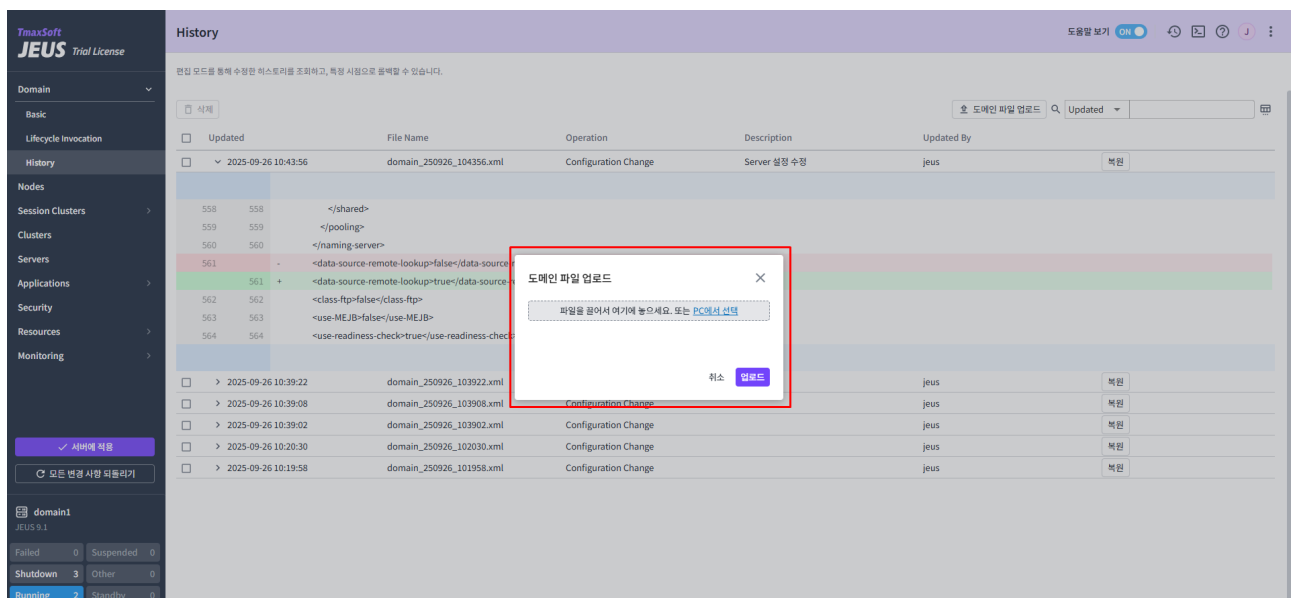 TmaxSoft
JEUS Trial License
Domain
Basic
Lifecycle Invocation
History
Nodes
Session Clusters
Clusters
Servers
Applications
Security
Resources
Monitoring
서버에 적용
모든 변경 사항 되돌리기
domain1
JEUS 9.1
Failed 0 Suspended 0
Shutdown 3 Other 0
Running 2 Standby 0
History
도움말 보기 ON J
편집 모드를 통해 수정한 히스토리를 조회하고, 특정 시점으로 롤백할 수 있습니다.
삭제 도메인 파일 업로드 Updated
Updated File Name Operation Description Updated By
2025-09-26 10:43:56 domain_250926_104356.xml Configuration Change Server 설정 수정 jeus 복원
558 558 </shared>
559 559 </pooling>
560 560 </naming-server>
561 - <data-source-remote-lookup>false</data-source-
561 + <data-source-remote-lookup>true</data-source-
562 562 <class-ftp>false</class-ftp>
563 563 <use-MEJB>false</use-MEJB>
564 564 <use-readiness-check>true</use-readiness-check
도메인 파일 업로드
파일을 끌어서 여기에 놓으세요. 또는 PC에서 선택
취소 업로드
2025-09-26 10:39:22 domain_250926_103922.xml jeus 복원
2025-09-26 10:39:08 domain_250926_103908.xml Configuration Change jeus 복원
2025-09-26 10:39:02 domain_250926_103902.xml Configuration Change jeus 복원
2025-09-26 10:20:30 domain_250926_102030.xml Configuration Change jeus 복원
2025-09-26 10:19:58 domain_250926_101958.xml Configuration Change jeus 복원